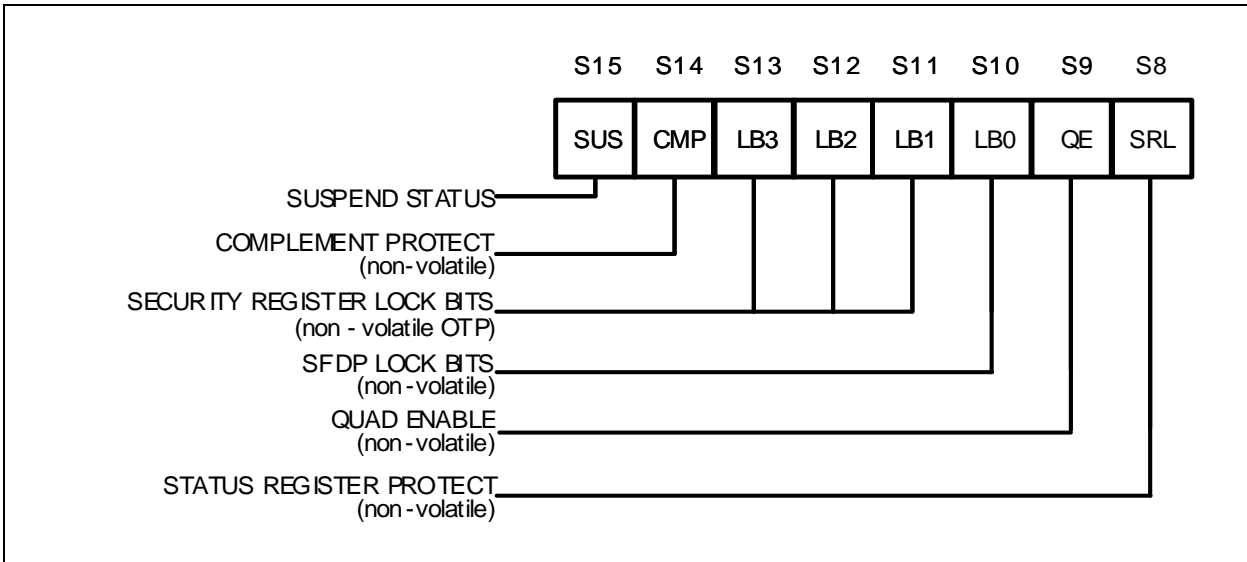 S15 S14 S13 S12 S11 S10 S9 S8
SUS CMP LB3 LB2 LB1 LB0 QE SRL
SUSPEND STATUS
COMPLEMENT PROTECT
(non-volatile)
SECURITY REGISTER LOCK BITS
(non - volatile OTP)
SFDP LOCK BITS
(non-volatile)
QUAD ENABLE
(non-volatile)
STATUS REGISTER PROTECT
(non-volatile)